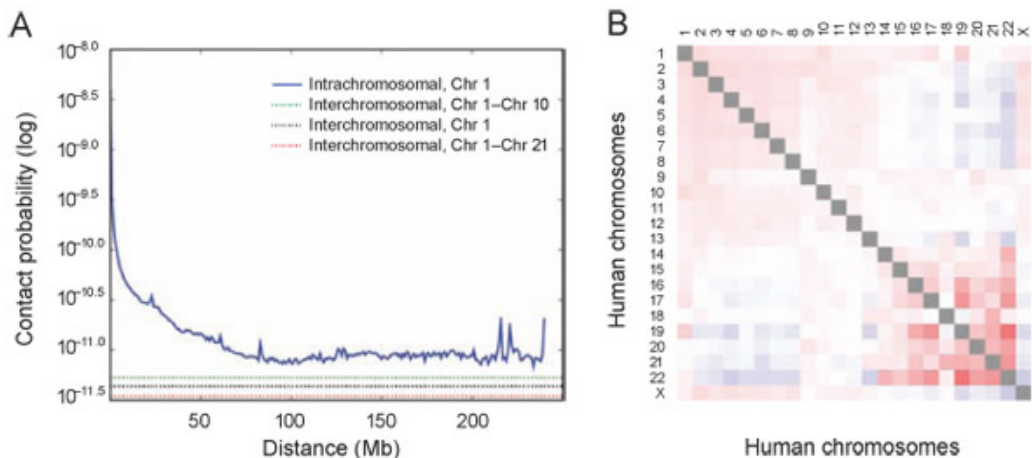 A
10–8.0
10–8.5
10–9.0
10–9.5
10–10.0
10–10.5
10–11.0
10–11.5
Contact probability (log)
Intrachromosomal, Chr 1
Interchromosomal, Chr 1–Chr 10
Interchromosomal, Chr 1
Interchromosomal, Chr 1–Chr 21
50 100 150 200
Distance (Mb)
B
1 2 3 4 5 6 7 8 9 10 11 12 13 14 15 16 17 18 19 20 21 22 X
Human chromosomes
1
2
3
4
5
6
7
8
9
10
11
12
13
14
15
16
17
18
19
20
21
22
X
Human chromosomes